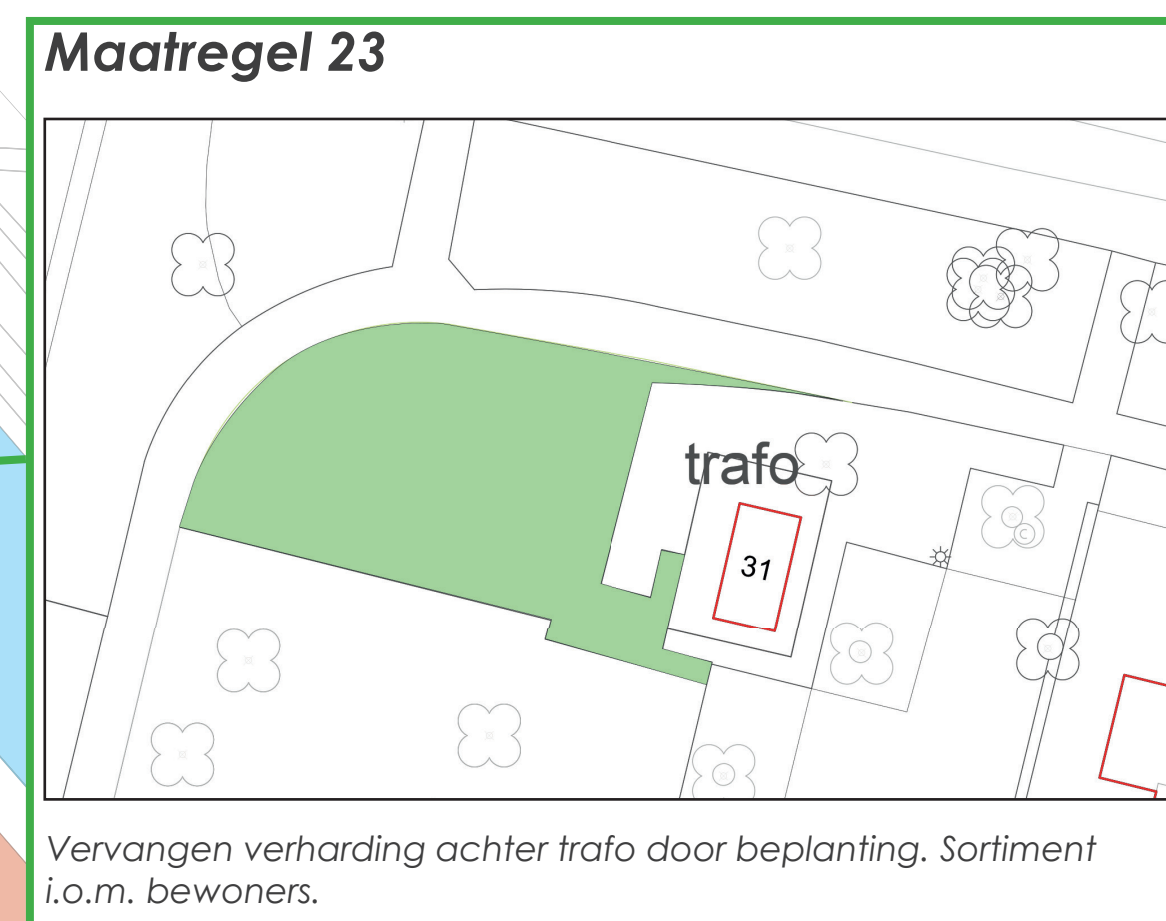 Maatregel 23
trafo
31
C
Vervangen verharding achter trafo door beplanting. Sortiment
i.o.m. bewoners.